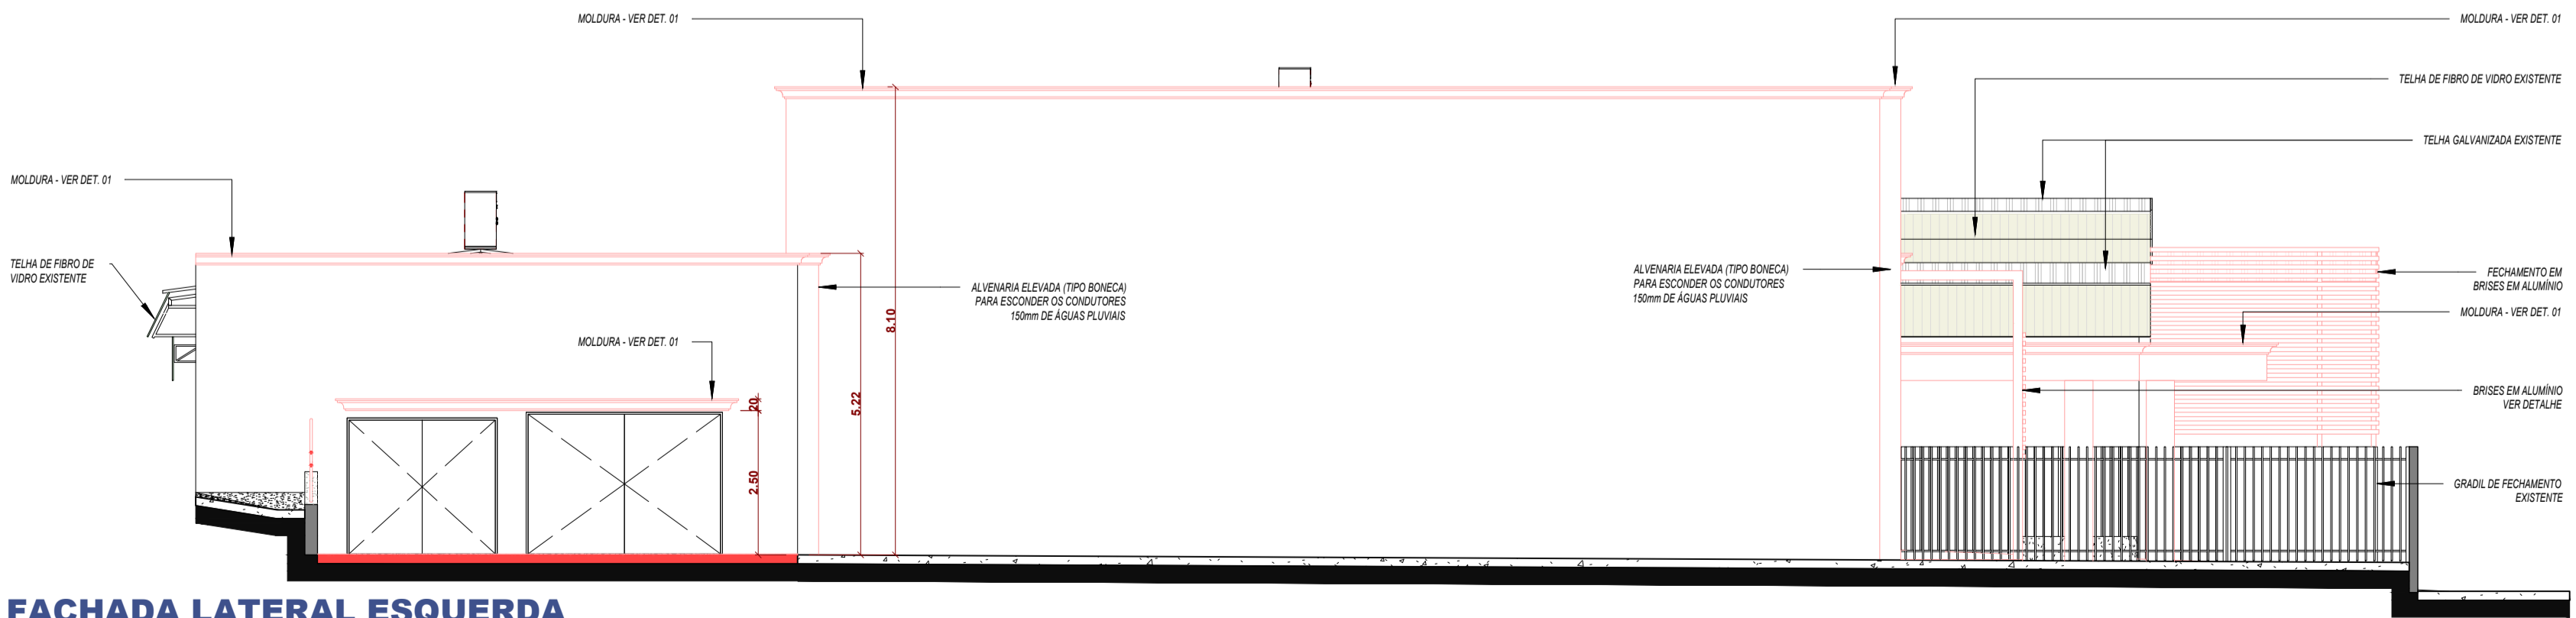 MOLDURA - VER DET. 01
MOLDURA - VER DET. 01
TELHA DE FIBRO DE VIDRO EXISTENTE
TELHA GALVANIZADA EXISTENTE
MOLDURA - VER DET. 01
TELHA DE FIBRO DE
VIDRO EXISTENTE
ALVENARIA ELEVADA (TIPO BONECA)
PARA ESCONDER OS CONDUTORES
150mm DE ÁGUAS PLUVIAIS
ALVENARIA ELEVADA (TIPO BONECA)
PARA ESCONDER OS CONDUTORES
150mm DE ÁGUAS PLUVIAIS
FECHAMENTO EM
BRISES EM ALUMÍNIO
MOLDURA - VER DET. 01
8.10
MOLDURA - VER DET. 01
BRISES EM ALUMÍNIO
VER DETALHE
5.22
20
2.50
GRADIL DE FECHAMENTO
EXISTENTE
FACHADA LATERAL ESQUERDA